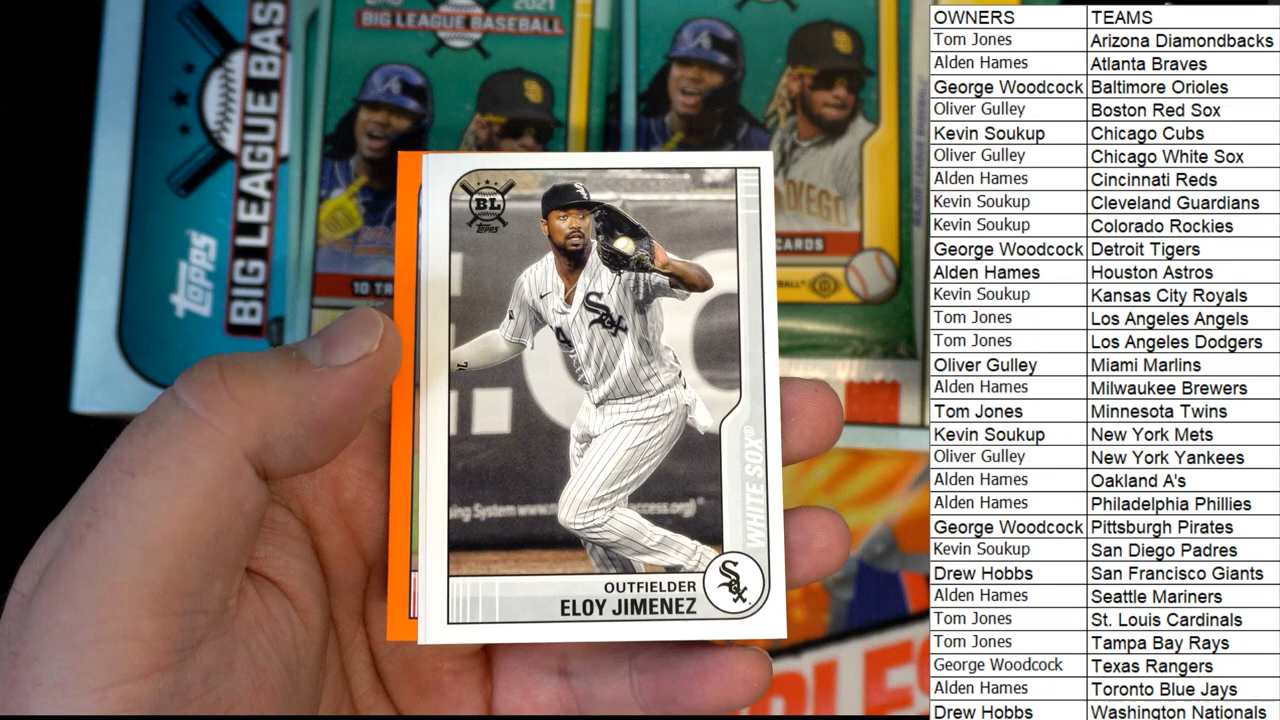 2021
BIG LEAGUE BASEBALL
topps
BIG LEAGUE BAS
10 TR
CARDS
BALL
BL
topps
WHITE SOX®
OUTFIELDER
ELOY JIMENEZ
OWNERS TEAMS
Tom Jones Arizona Diamondbacks
Alden Hames Atlanta Braves
George Woodcock Baltimore Orioles
Oliver Gulley Boston Red Sox
Kevin Soukup Chicago Cubs
Oliver Gulley Chicago White Sox
Alden Hames Cincinnati Reds
Kevin Soukup Cleveland Guardians
Kevin Soukup Colorado Rockies
George Woodcock Detroit Tigers
Alden Hames Houston Astros
Kevin Soukup Kansas City Royals
Tom Jones Los Angeles Angels
Tom Jones Los Angeles Dodgers
Oliver Gulley Miami Marlins
Alden Hames Milwaukee Brewers
Tom Jones Minnesota Twins
Kevin Soukup New York Mets
Oliver Gulley New York Yankees
Alden Hames Oakland A's
Alden Hames Philadelphia Phillies
George Woodcock Pittsburgh Pirates
Kevin Soukup San Diego Padres
Drew Hobbs San Francisco Giants
Alden Hames Seattle Mariners
Tom Jones St. Louis Cardinals
Tom Jones Tampa Bay Rays
George Woodcock Texas Rangers
Alden Hames Toronto Blue Jays
Drew Hobbs Washington Nationals